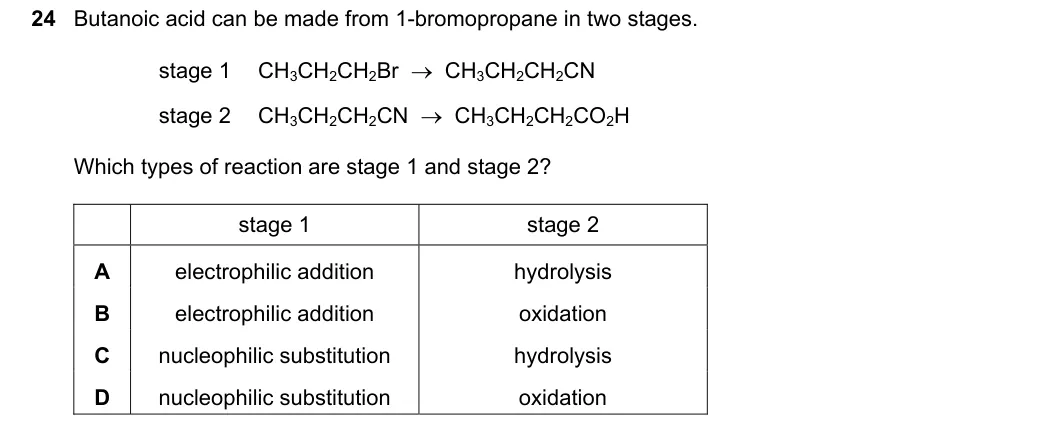 24 Butanoic acid can be made from 1-bromopropane in two stages.
stage 1 CH₃CH₂CH₂Br → CH₃CH₂CH₂CN
stage 2 CH₃CH₂CH₂CN → CH₃CH₂CH₂CO₂H
Which types of reaction are stage 1 and stage 2?
stage 1 stage 2
A electrophilic addition hydrolysis
B electrophilic addition oxidation
C nucleophilic substitution hydrolysis
D nucleophilic substitution oxidation